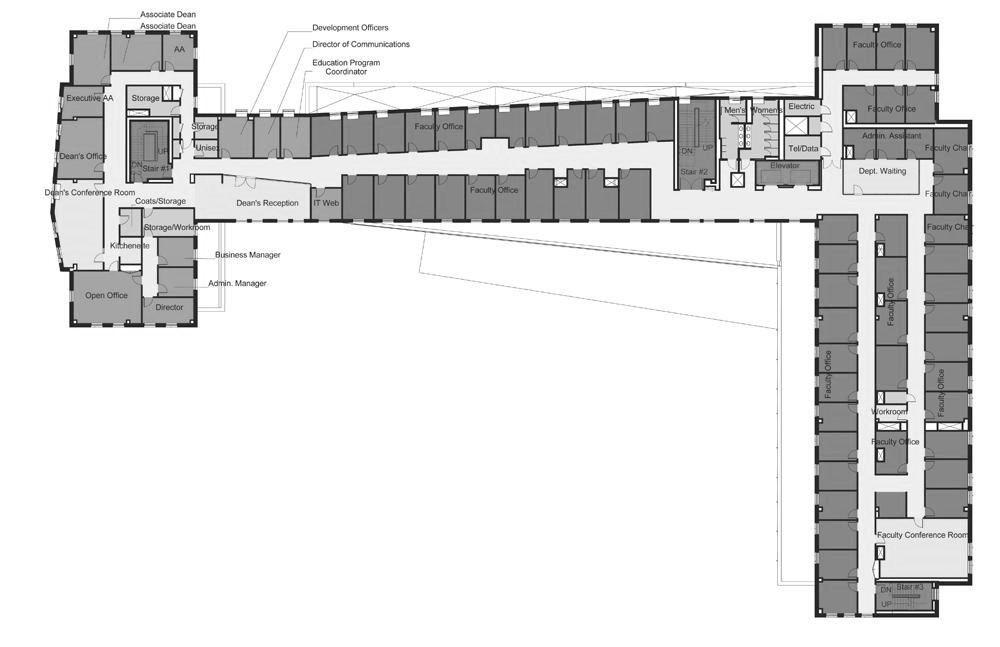 Associate Dean
Associate Dean
AA
Development Officers
Director of Communications
Education Program
Coordinator
Executive AA
Storage
Storage
Unisex
UP
DN
Stair #1
Dean's Office
Dean's Conference Room
Coats/Storage
Storage/Workroom
Kitchenette
Business Manager
Admin. Manager
Open Office
Director
Dean's Reception
IT Web
Faculty Office
Faculty Office
DN
UP
Stair #2
Men's
Women's
Electric
Tel/Data
Elevator
Faculty Office
Faculty Office
Admin. Assistant
Faculty Chair
Dept. Waiting
Faculty Chair
Faculty Chair
Faculty Office
Faculty Office
Faculty Office
Workroom
Faculty Office
Faculty Conference Room
DN
Stair #3
UP